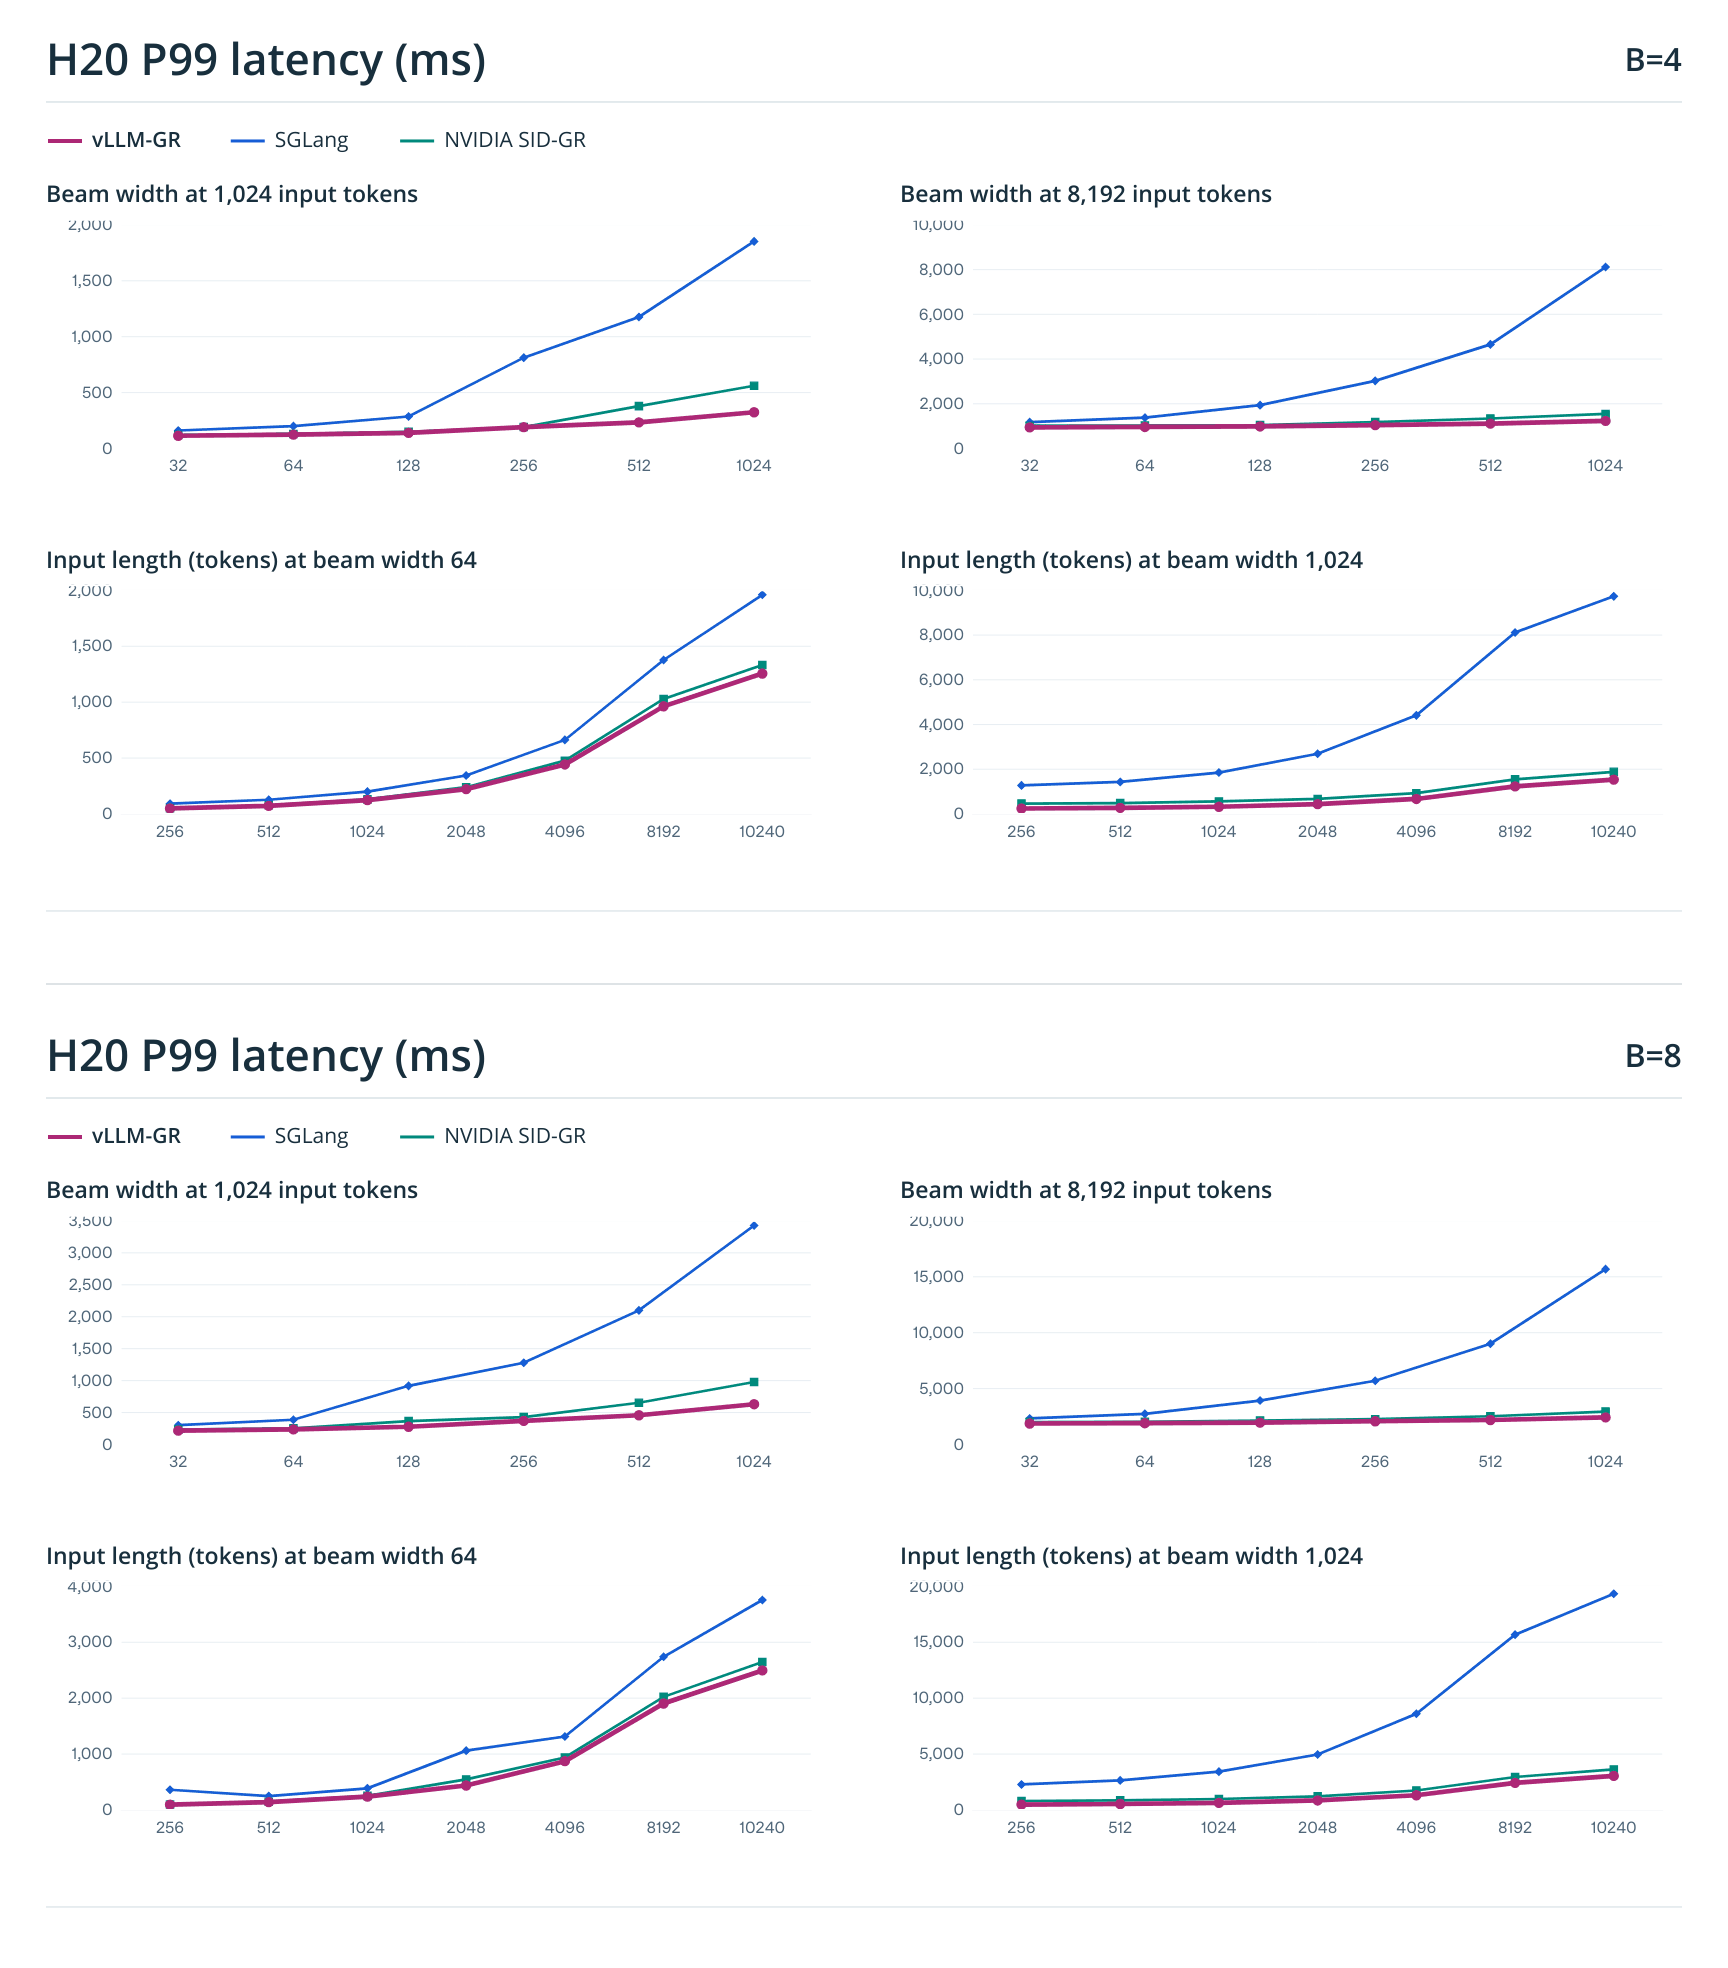 H20 P99 latency (ms) B=4
vLLM-GR SGLang NVIDIA SID-GR
Beam width at 1,024 input tokens
2,000
1,500
1,000
500
0
32 64 128 256 512 1024
Beam width at 8,192 input tokens
10,000
8,000
6,000
4,000
2,000
0
32 64 128 256 512 1024
Input length (tokens) at beam width 64
2,000
1,500
1,000
500
0
256 512 1024 2048 4096 8192 10240
Input length (tokens) at beam width 1,024
10,000
8,000
6,000
4,000
2,000
0
256 512 1024 2048 4096 8192 10240
H20 P99 latency (ms) B=8
vLLM-GR SGLang NVIDIA SID-GR
Beam width at 1,024 input tokens
3,500
3,000
2,500
2,000
1,500
1,000
500
0
32 64 128 256 512 1024
Beam width at 8,192 input tokens
20,000
15,000
10,000
5,000
0
32 64 128 256 512 1024
Input length (tokens) at beam width 64
4,000
3,000
2,000
1,000
0
256 512 1024 2048 4096 8192 10240
Input length (tokens) at beam width 1,024
20,000
15,000
10,000
5,000
0
256 512 1024 2048 4096 8192 10240